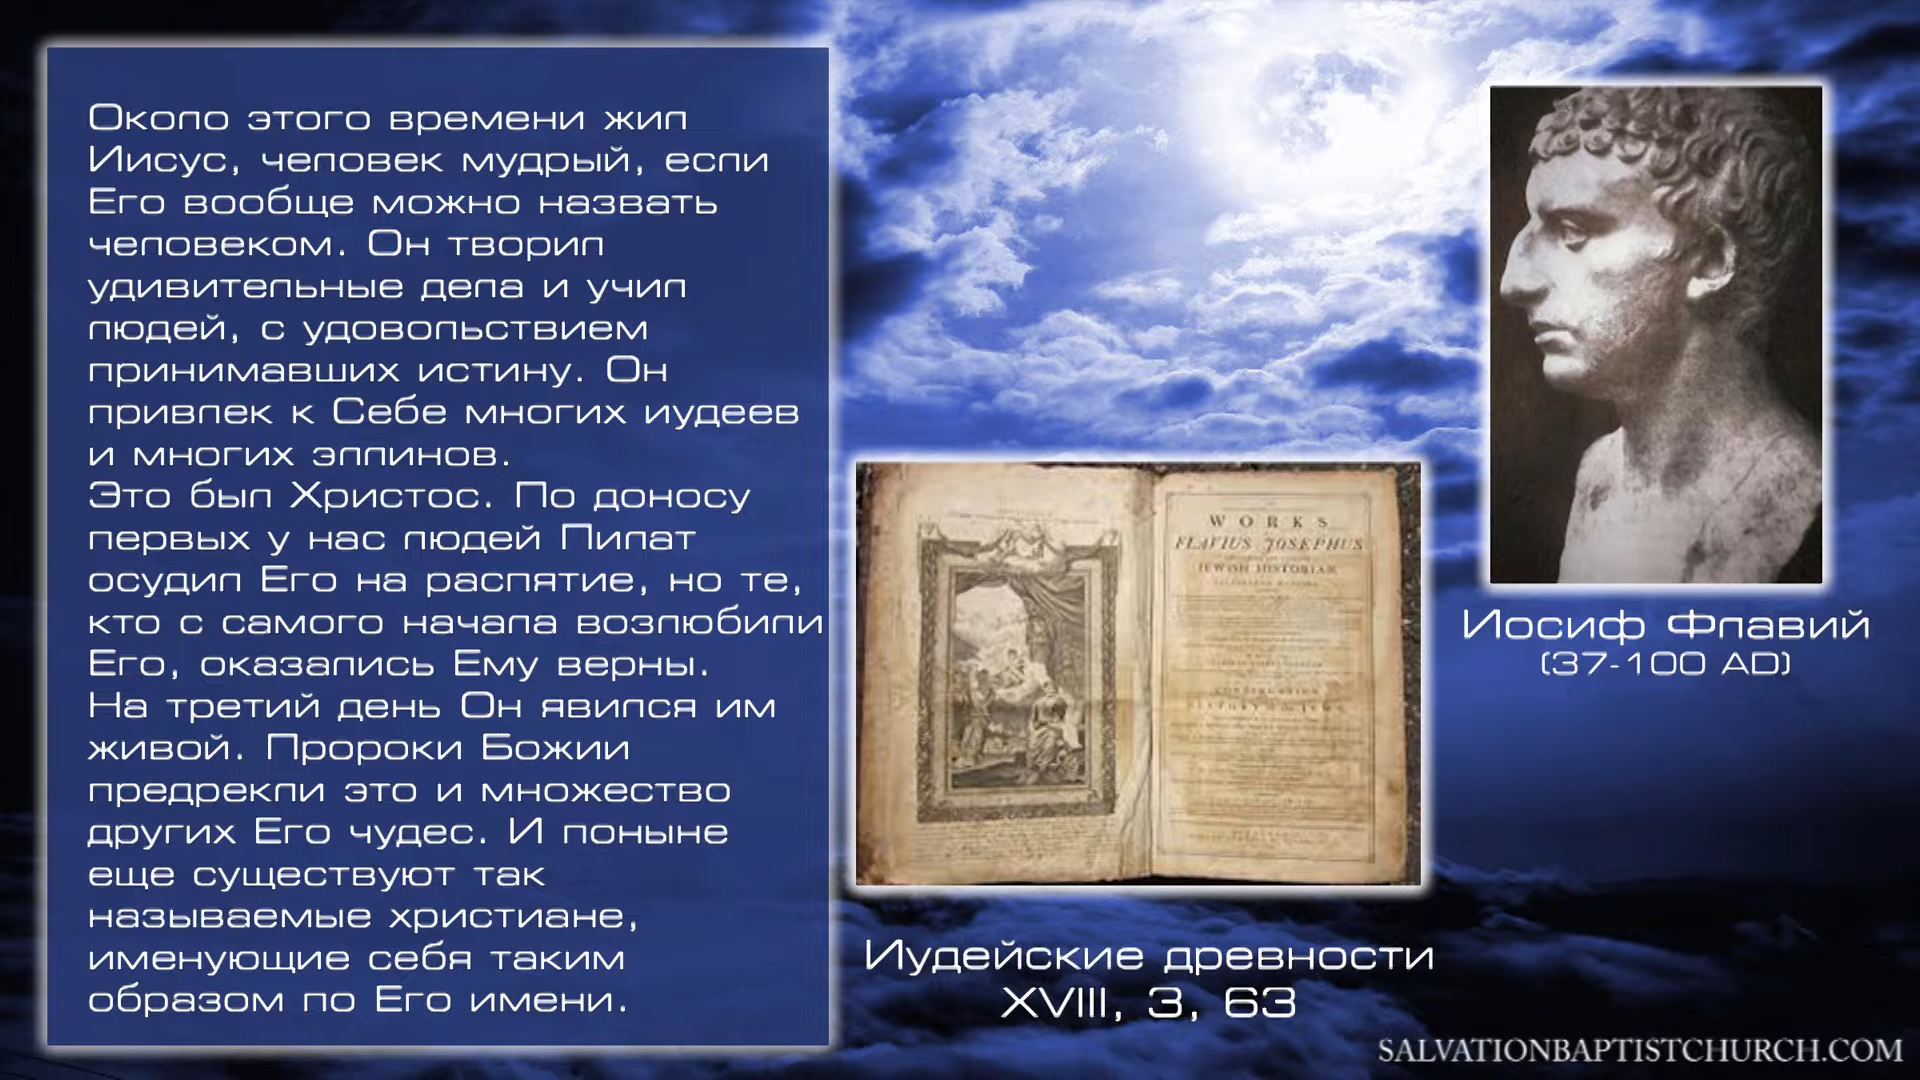 Около этого времени жил
Иисус, человек мудрый, если
Его вообще можно назвать
человеком. Он творил
удивительные дела и учил
людей, с удовольствием
принимавших истину. Он
привлек к Себе многих иудеев
и многих эллинов.
Это был Христос. По доносу
первых у нас людей Пилат
осудил Его на распятие, но те,
кто с самого начала возлюбили
Его, оказались Ему верны.
На третий день Он явился им
живой. Пророки Божии
предрекли это и множество
других Его чудес. И поныне
еще существуют так
называемые христиане,
именующие себя таким
образом по Его имени.
WORKS
FLAVIUS JOSEPHUS
JEWISH HISTORIAN
Иудейские древности
XVIII, 3, 63
Иосиф Флавий
(37-100 AD)
SALVATIONBAPTISTCHURCH.COM